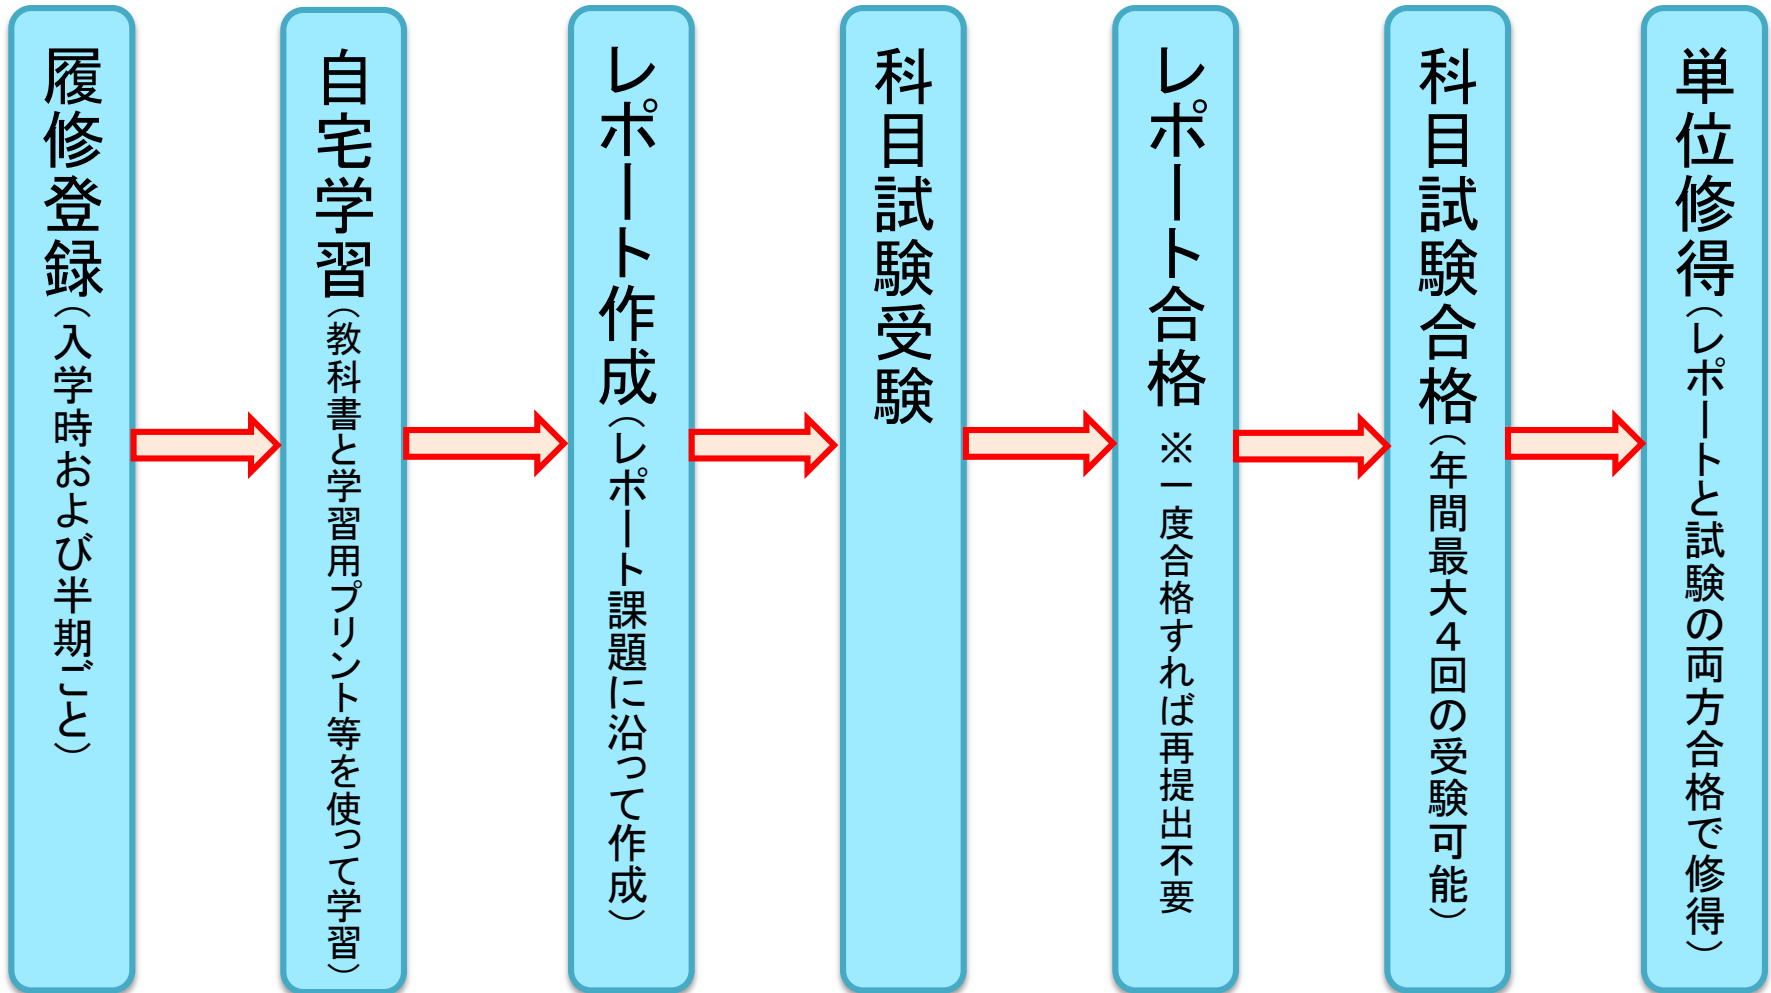 履修登録（入学時および半期ごと）
自宅学習（教科書と学習用プリント等を使って学習）
レポート作成（レポート課題に沿って作成）
科目試験受験
レポート合格 ※一度合格すれば再提出不要
科目試験合格（年間最大４回の受験可能）
単位修得（レポートと試験の両方合格で修得）